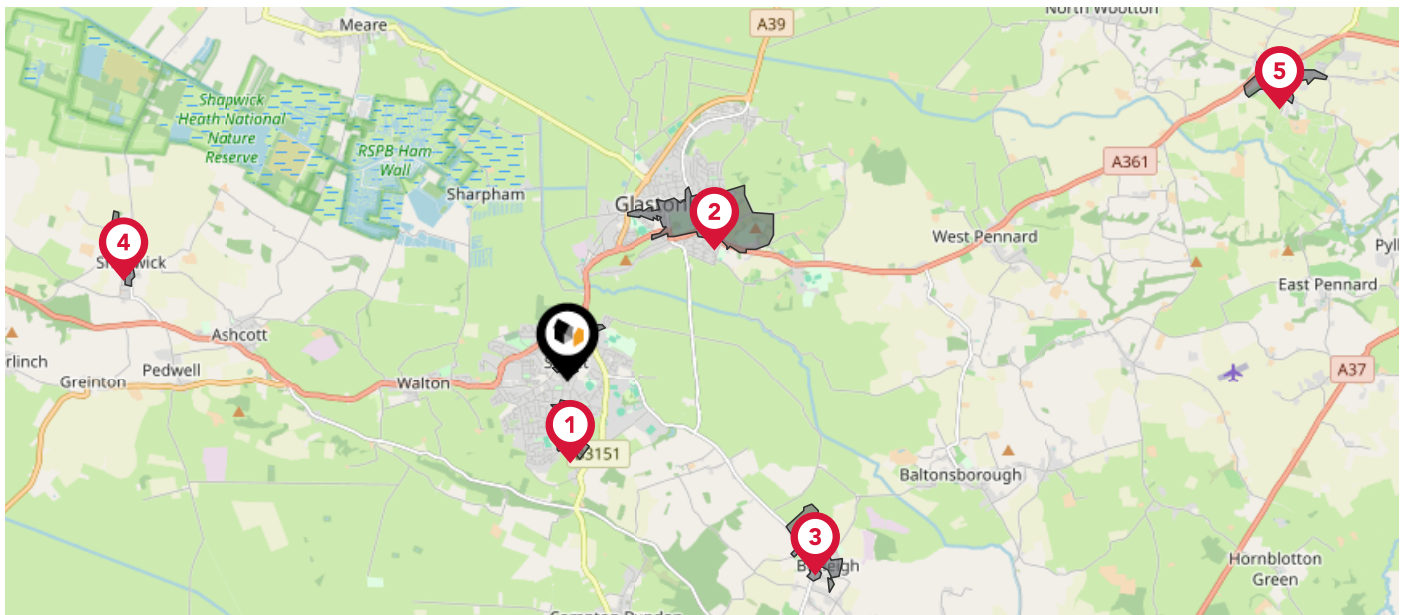 North Wootton
Meare
A39
5
Shapwick
Heath National
Nature
Reserve
RSPB Ham
Wall
A361
Sharpham
2
4
West Pennard
East Pennard
Ashcott
Pedwell
Greinton
Walton
A37
1
3151
Baltonsborough
3
Hornblotton
Green